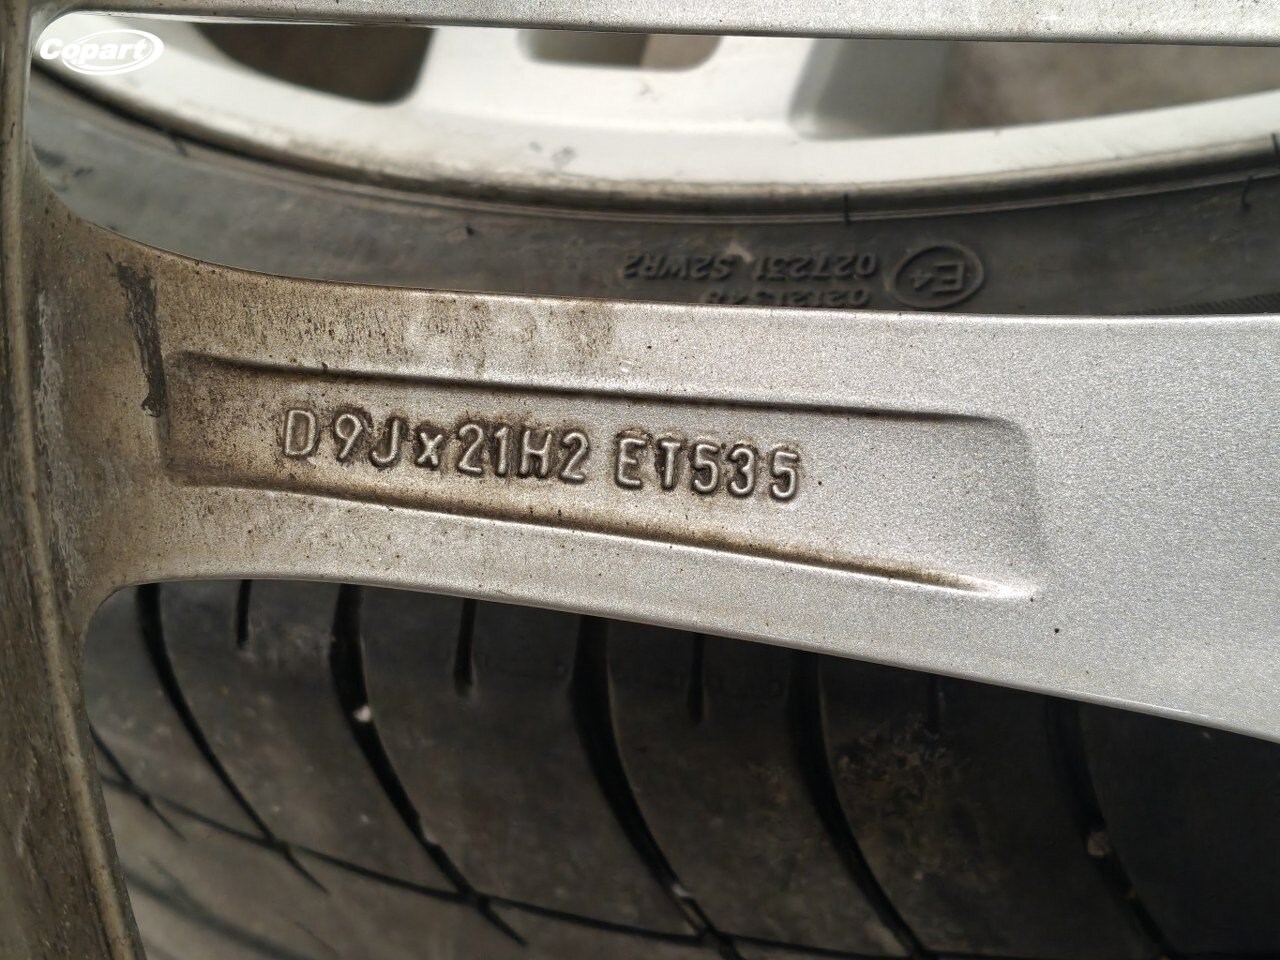 Copart
E4
027231 S2WR2
D9Jx21H2 ET535